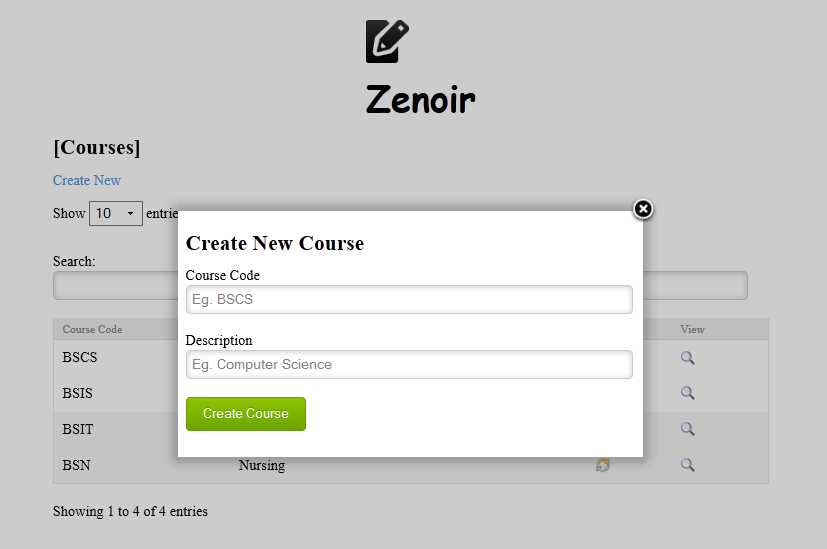 Zenoir
[Courses]
Create New
Show 10 entrie
Search:
Create New Course
Course Code
Eg. BSCS
Description
Eg. Computer Science
Create Course
Course Code View
BSCS
BSIS
BSIT
BSN Nursing
Showing 1 to 4 of 4 entries